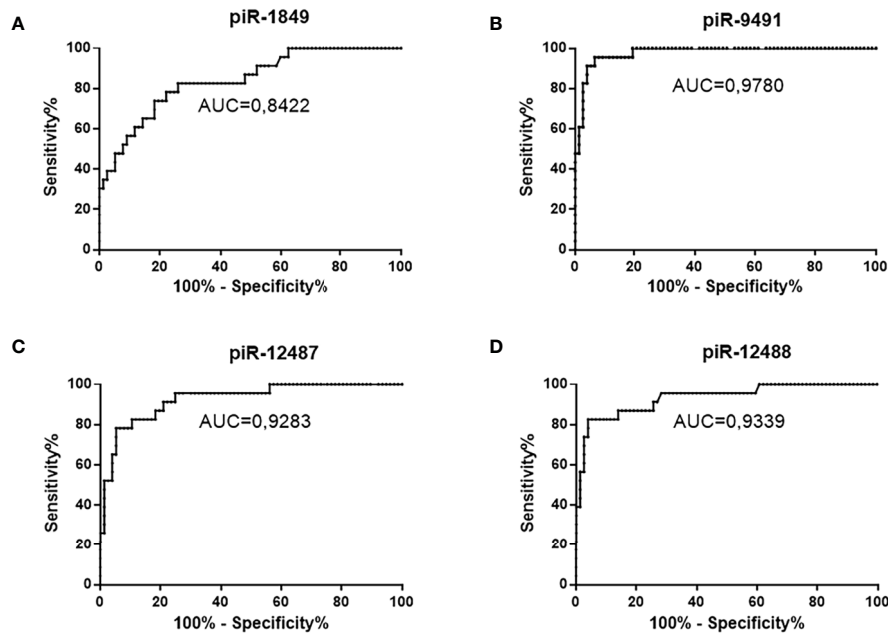 A
piR-1849
100
80
60
40
20
0
Sensitivity%
AUC=0,8422
0 20 40 60 80 100
100% - Specificity%
B
piR-9491
100
80
60
40
20
0
Sensitivity%
AUC=0,9780
0 20 40 60 80 100
100% - Specificity%
C
piR-12487
100
80
60
40
20
0
Sensitivity%
AUC=0,9283
0 20 40 60 80 100
100% - Specificity%
D
piR-12488
100
80
60
40
20
0
Sensitivity%
AUC=0,9339
0 20 40 60 80 100
100% - Specificity%